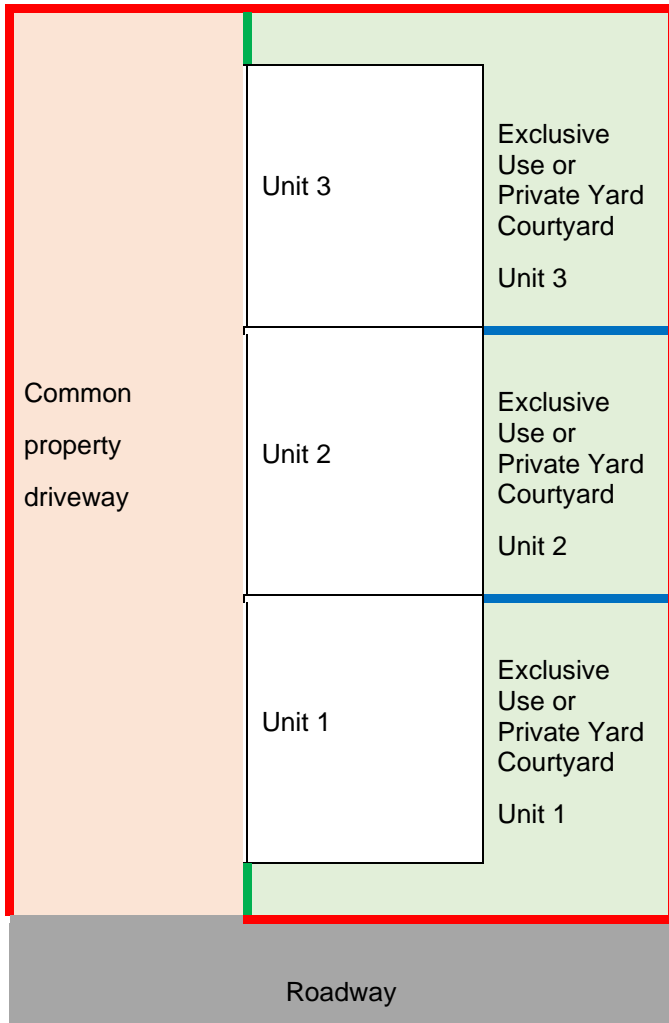 Unit 3
Exclusive
Use or
Private Yard
Courtyard
Unit 3
Common
property
driveway
Unit 2
Exclusive
Use or
Private Yard
Courtyard
Unit 2
Unit 1
Exclusive
Use or
Private Yard
Courtyard
Unit 1
Roadway